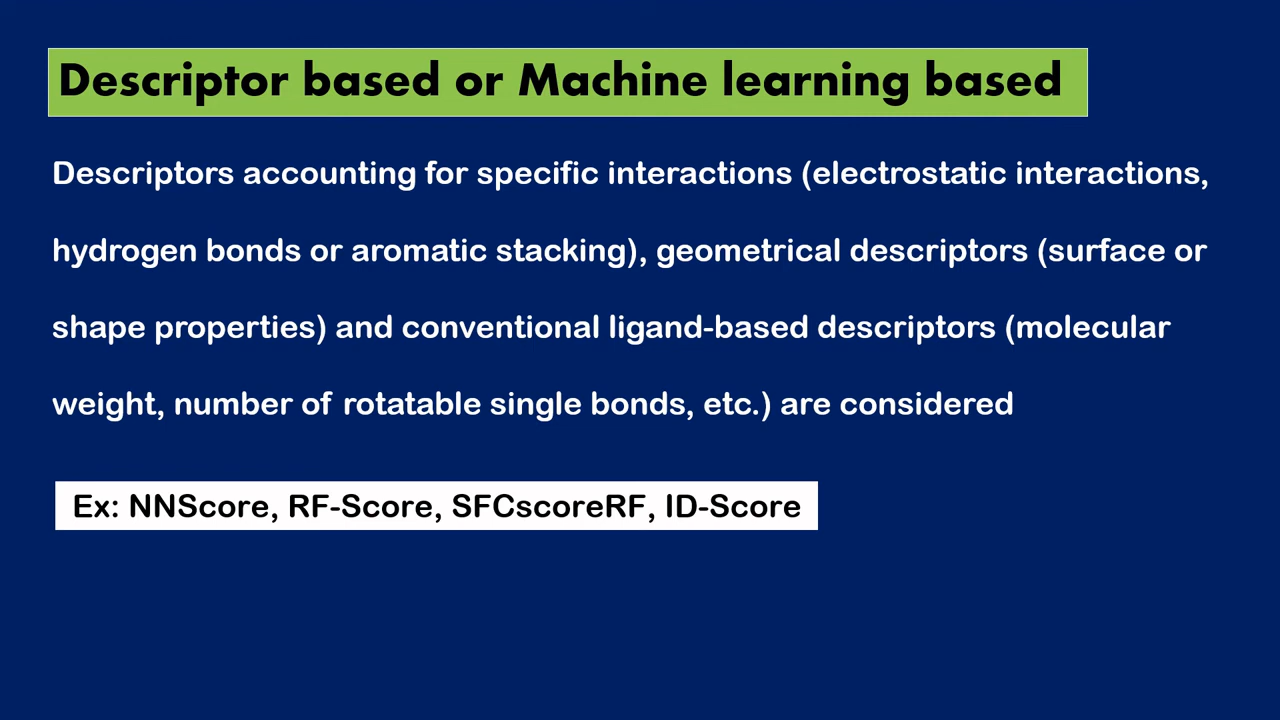 Descriptor based or Machine learning based
Descriptors accounting for specific interactions (electrostatic interactions,
hydrogen bonds or aromatic stacking), geometrical descriptors (surface or
shape properties) and conventional ligand-based descriptors (molecular
weight, number of rotatable single bonds, etc.) are considered
Ex: NNScore, RF-Score, SFCscoreRF, ID-Score